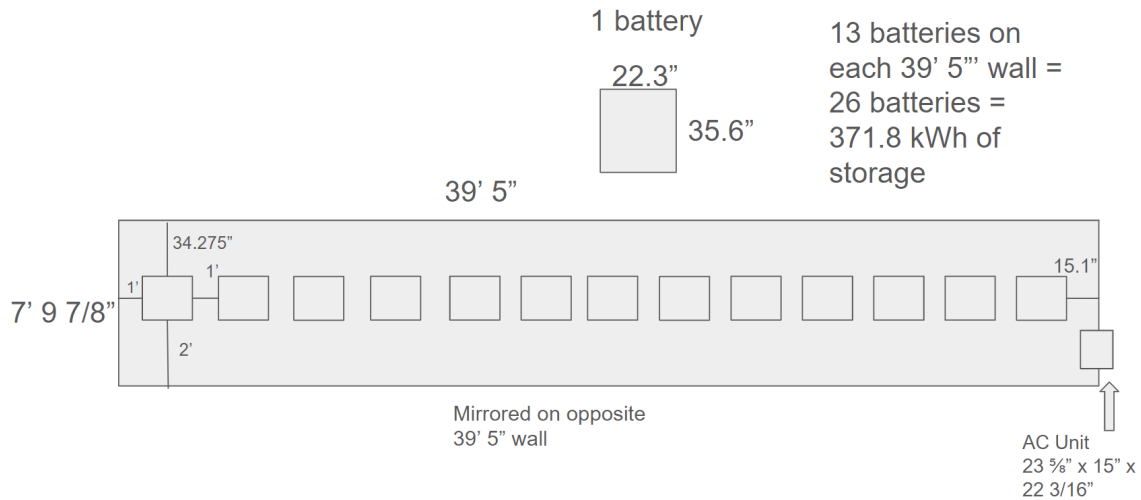 1 battery
22.3”
35.6”
13 batteries on
each 39’ 5”’ wall =
26 batteries =
371.8 kWh of
storage
39’ 5”
34.275”
1’
1’
15.1”
7’ 9 7/8”
2’
Mirrored on opposite
39’ 5” wall
AC Unit
23 ⅝” x 15” x
22 3/16”